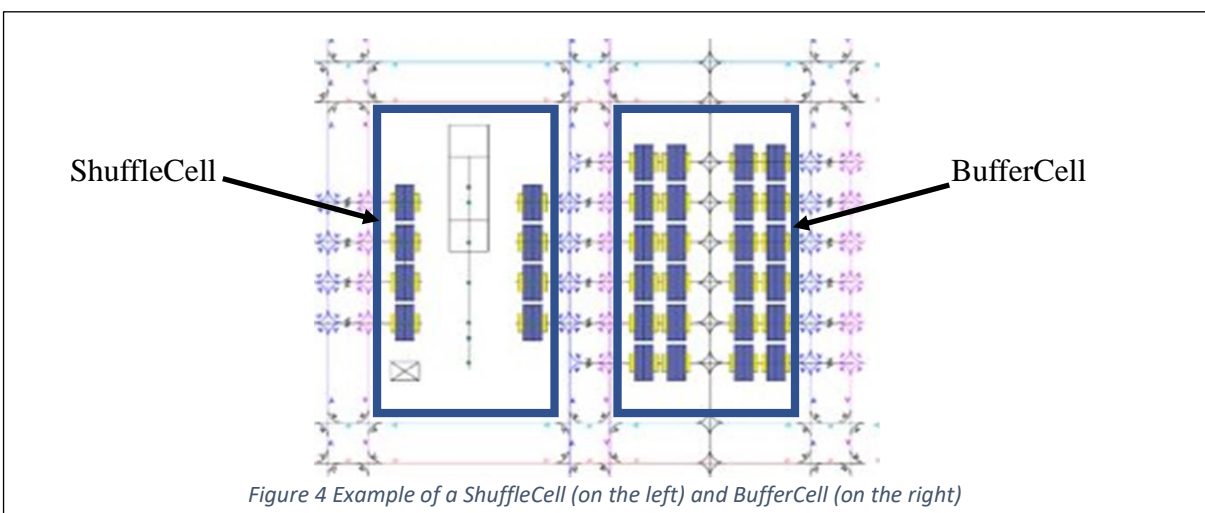 ShuffleCell
BufferCell
Figure 4 Example of a ShuffleCell (on the left) and BufferCell (on the right)